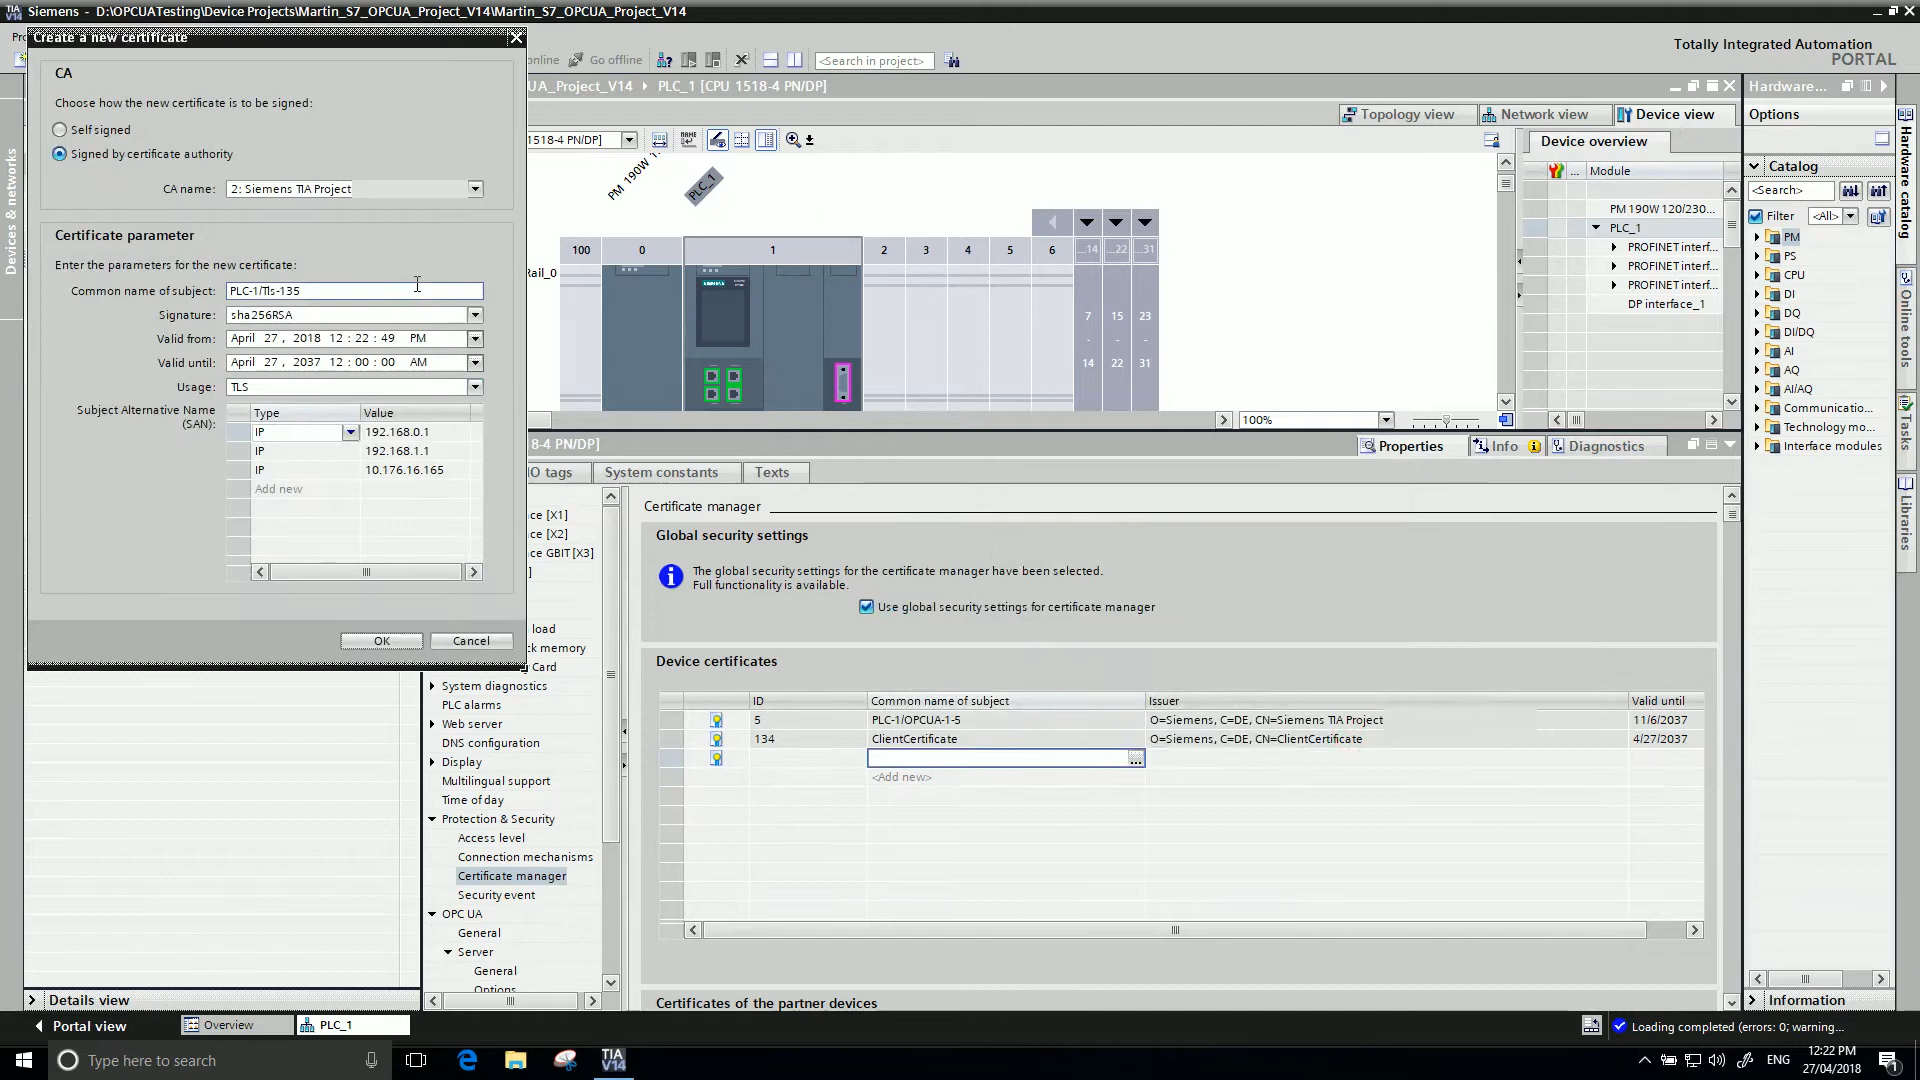 Siemens - D:\OPCUATesting\Device Projects\Martin_S7_OPCUA_Project_V14\Martin_S7_OPCUA_Project_V14
Create a new certificate
CA
Choose how the new certificate is to be signed:
Self signed
Signed by certificate authority
CA name: 2: Siemens TIA Project
Certificate parameter
Enter the parameters for the new certificate:
Common name of subject: PLC-1/Tls-135
Signature: sha256RSA
Valid from: April 27, 2018 12:22:49 PM
Valid until: April 27, 2037 12:00:00 AM
Usage: TLS
Subject Alternative Name (SAN):
Type Value
IP 192.168.0.1
IP 192.168.1.1
IP 10.176.16.165
Add new
OK Cancel
Devices & networks
online Go offline <Search in project>
Totally Integrated Automation
PORTAL
CUA_Project_V14 PLC_1 [CPU 1518-4 PN/DP]
Topology view Network view Device view
1518-4 PN/DP]
PM 190W 1
PLC_1
Rail_0
100 0 1 2 3 4 5 6 ...14 ...22 ...31
7 15 23
- - -
14 22 31
SIEMENS
100%
Device overview
... Module
PM 190W 120/230...
PLC_1
PROFINET interf...
PROFINET interf...
PROFINET interf...
DP interface_1
8-4 PN/DP]
Properties Info Diagnostics
IO tags System constants Texts
ce [X1]
ce [X2]
ce GBIT [X3]
]
load
ck memory
Card
System diagnostics
PLC alarms
Web server
DNS configuration
Display
Multilingual support
Time of day
Protection & Security
Access level
Connection mechanisms
Certificate manager
Security event
OPC UA
General
Server
General
Options
Certificate manager
Global security settings
The global security settings for the certificate manager have been selected.
Full functionality is available.
Use global security settings for certificate manager
Device certificates
ID Common name of subject Issuer Valid until
5 PLC-1/OPCUA-1-5 O=Siemens, C=DE, CN=Siemens TIA Project 11/6/2037
134 ClientCertificate O=Siemens, C=DE, CN=ClientCertificate 4/27/2037
...
<Add new>
Certificates of the partner devices
Hardware...
Options
Catalog
<Search>
Filter <All>
PM
PS
CPU
DI
DQ
DI/DQ
AI
AQ
AI/AQ
Communicatio...
Technology mo...
Interface modules
Information
Hardware catalog
Online tools
Tasks
Libraries
Details view
Portal view Overview PLC_1
Loading completed (errors: 0; warning...
Type here to search
TIA
V14
ENG
12:22 PM
27/04/2018
1